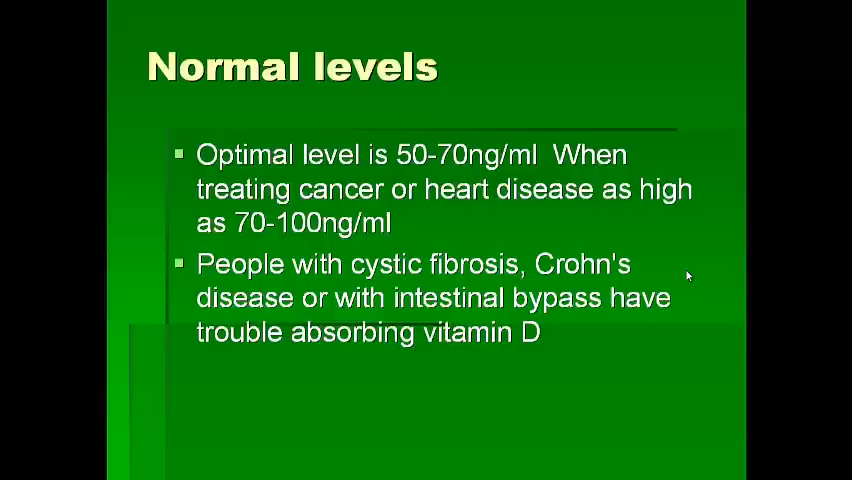 Normal levels
Optimal level is 50-70ng/ml  When
treating cancer or heart disease as high
as 70-100ng/ml
People with cystic fibrosis, Crohn's
disease or with intestinal bypass have
trouble absorbing vitamin D